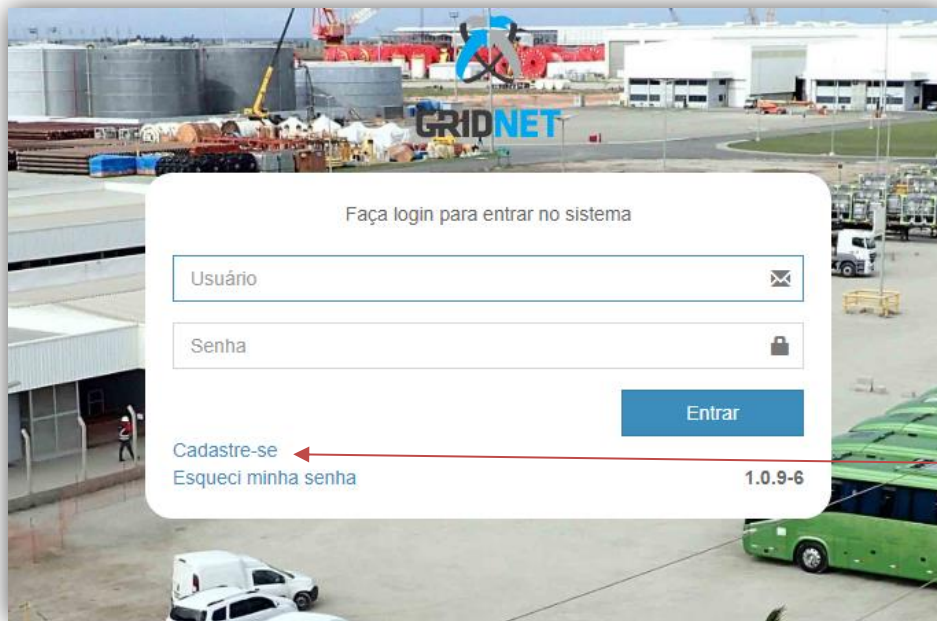 GRIDNET
Faça login para entrar no sistema
Usuário
Senha
Entrar
Cadastre-se
Esqueci minha senha
1.0.9-6